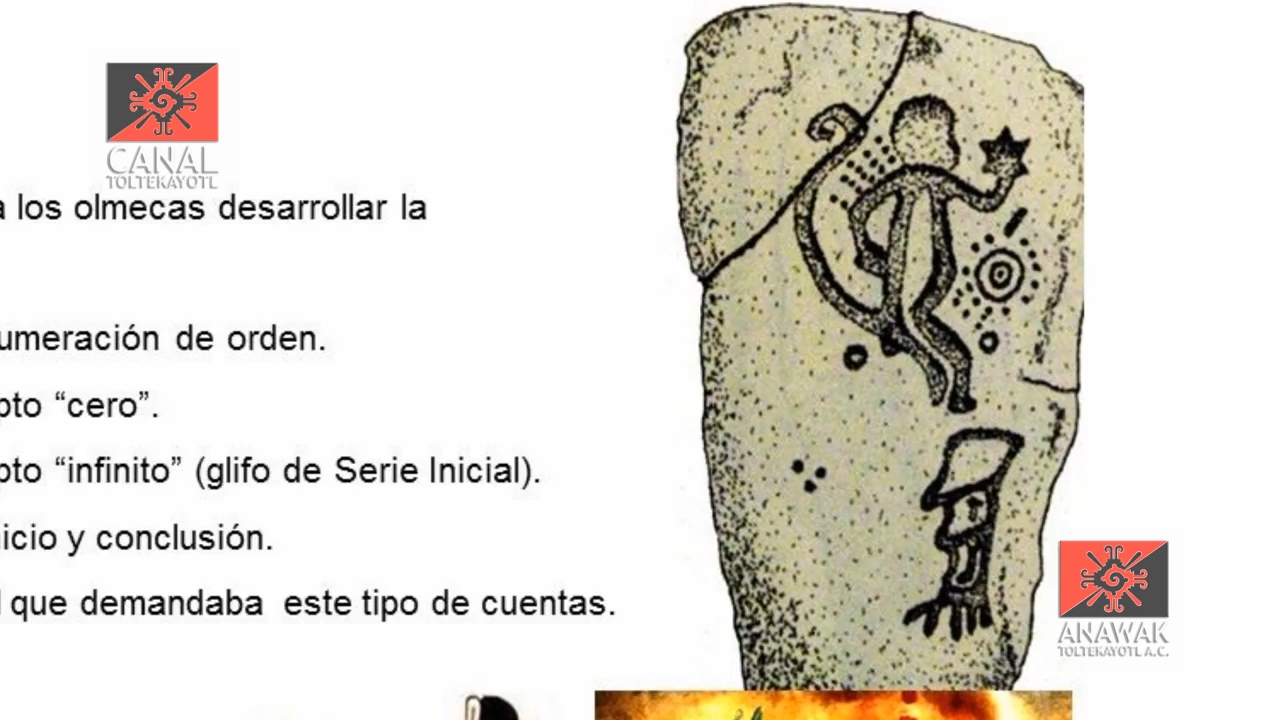 CANAL
TOLTEKAYOTL
a los olmecas desarrollar la
umeración de orden.
pto “cero”.
pto “infinito” (glifo de Serie Inicial).
nicio y conclusión.
que demandaba este tipo de cuentas.
ANAWAK
TOLTEKAYOTL A.C.